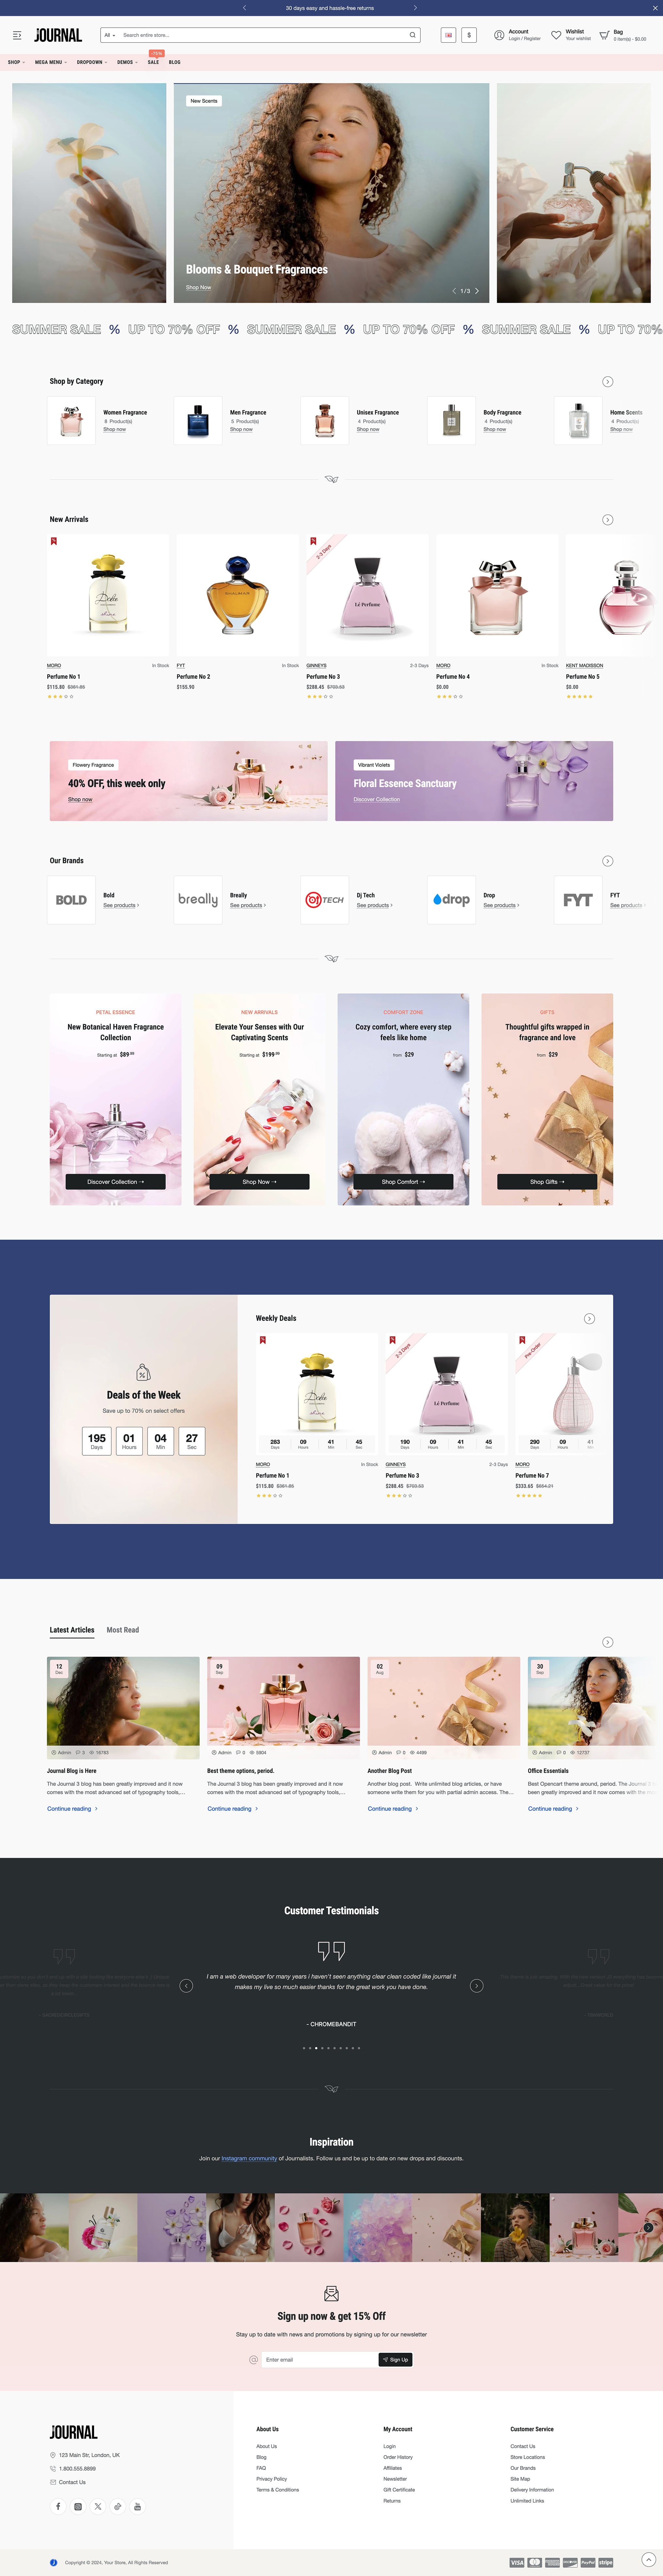 30 days easy and hassle-free returns
JOURNAL
All
Search entire store...
$
Account
Login / Register
Wishlist
Your wishlist
Bag
0 item(s) - $0.00
SHOP
MEGA MENU
DROPDOWN
DEMOS
-70%
SALE
BLOG
New Scents
Blooms & Bouquet Fragrances
Shop Now
1/3
SUMMER SALE % UP TO 70% OFF % SUMMER SALE % UP TO 70% OFF % SUMMER SALE % UP TO 70%
Shop by Category
Women Fragrance
8 Product(s)
Shop now
Men Fragrance
5 Product(s)
Shop now
Unisex Fragrance
4 Product(s)
Shop now
Body Fragrance
4 Product(s)
Shop now
Home Scents
4 Product(s)
Shop now
New Arrivals
Dolce
MORO
In Stock
Perfume No 1
$115.80 $381.85
FYT
In Stock
Perfume No 2
$155.90
2-3 Days
Lé Perfume
GINNEYS
2-3 Days
Perfume No 3
$288.45 $703.53
MORO
In Stock
Perfume No 4
$0.00
KENT MADISSON
Perfume No 5
$0.00
Flowery Fragrance
40% OFF, this week only
Shop now
Vibrant Violets
Floral Essence Sanctuary
Discover Collection
Our Brands
BOLD
Bold
See products
breally
Breally
See products
TECH
Dj Tech
See products
drop
Drop
See products
FYT
FYT
See products
PETAL ESSENCE
New Botanical Haven Fragrance
Collection
Starting at $89
Discover Collection →
NEW ARRIVALS
Elevate Your Senses with Our
Captivating Scents
Starting at $199
Shop Now →
COMFORT ZONE
Cozy comfort, where every step
feels like home
from $29
Shop Comfort →
GIFTS
Thoughtful gifts wrapped in
fragrance and love
from $29
Shop Gifts →
Deals of the Week
Save up to 70% on select offers
195 01 04 27
Days Hours Min Sec
Weekly Deals
Dolce
283 09 41 45
Days Hours Min Sec
MORO
In Stock
Perfume No 1
$115.80 $381.85
2-3 Days
Lé Perfume
190 09 41 45
Days Hours Min Sec
GINNEYS
2-3 Days
Perfume No 3
$288.45 $703.53
Pre-Order
290 09 41
Days Hours Min
MORO
Perfume No 7
$333.65 $554.21
Latest Articles
Most Read
12
Dec
Admin 0 16783
Journal Blog is Here
The Journal 3 blog has been greatly improved and it now
comes with the most advanced set of typography tools,...
Continue reading
09
Sep
Admin 0 5904
Best theme options, period.
The Journal 3 blog has been greatly improved and it now
comes with the most advanced set of typography tools,...
Continue reading
02
Aug
Admin 0 4488
Another Blog Post
Another blog post. Write unlimited blog articles, or have
someone write them for you with partial admin access. The...
Continue reading
30
Sep
Admin 0 12737
Office Essentials
Best Opencart theme around, period. The Journal
been greatly improved and it now comes with the
Continue reading
Customer Testimonials
I am a web developer for many years i haven't seen anything clear clean coded like journal it
makes my live so much easier thanks for the great work you have done.
- CHROMEBANDIT
Inspiration
Join our Instagram community of Journalists. Follow us and be up to date on new drops and discounts.
Sign up now & get 15% Off
Stay up to date with news and promotions by signing up for our newsletter
Enter email
Sign Up
JOURNAL
123 Main Str, London, UK
1.800.555.8899
Contact Us
About Us
About Us
Blog
FAQ
Privacy Policy
Terms & Conditions
My Account
Login
Order History
Affiliates
Newsletter
Gift Certificate
Returns
Customer Service
Contact Us
Store Locations
Our Brands
Site Map
Delivery Information
Unlimited Links
Copyright © 2024, Your Store, All Rights Reserved
VISA
PayPal
stripe